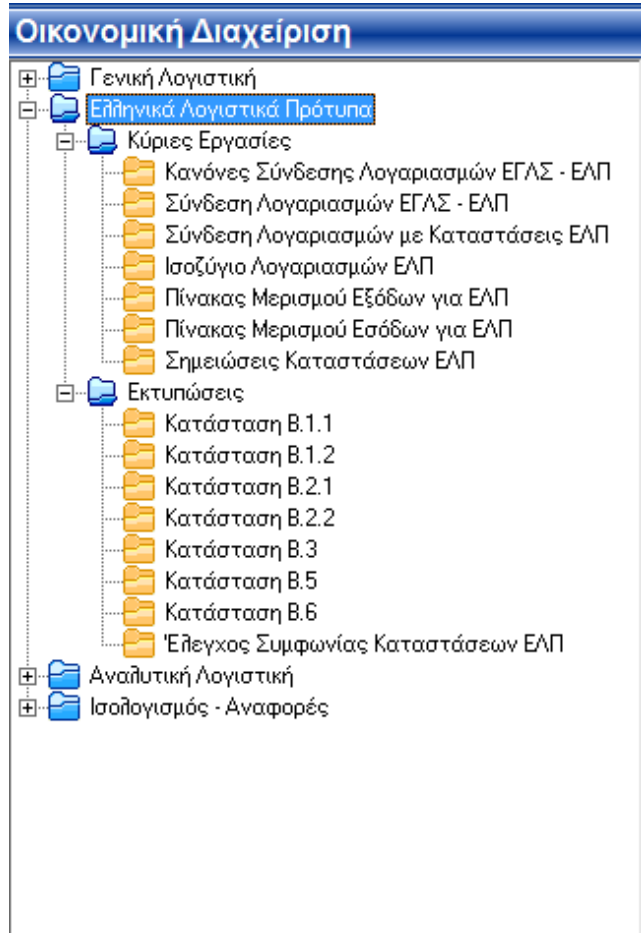 Οικονομική Διαχείριση
Γενική Λογιστική
Ελληνικά Λογιστικά Πρότυπα
Κύριες Εργασίες
Κανόνες Σύνδεσης Λογαριασμών ΕΓΛΣ - ΕΛΠ
Σύνδεση Λογαριασμών ΕΓΛΣ - ΕΛΠ
Σύνδεση Λογαριασμών με Καταστάσεις ΕΛΠ
Ισοζύγιο Λογαριασμών ΕΛΠ
Πίνακας Μερισμού Εξόδων για ΕΛΠ
Πίνακας Μερισμού Εσόδων για ΕΛΠ
Σημειώσεις Καταστάσεων ΕΛΠ
Εκτυπώσεις
Κατάσταση Β.1.1
Κατάσταση Β.1.2
Κατάσταση Β.2.1
Κατάσταση Β.2.2
Κατάσταση Β.3
Κατάσταση Β.5
Κατάσταση Β.6
Έλεγχος Συμφωνίας Καταστάσεων ΕΛΠ
Αναλυτική Λογιστική
Ισολογισμός - Αναφορές